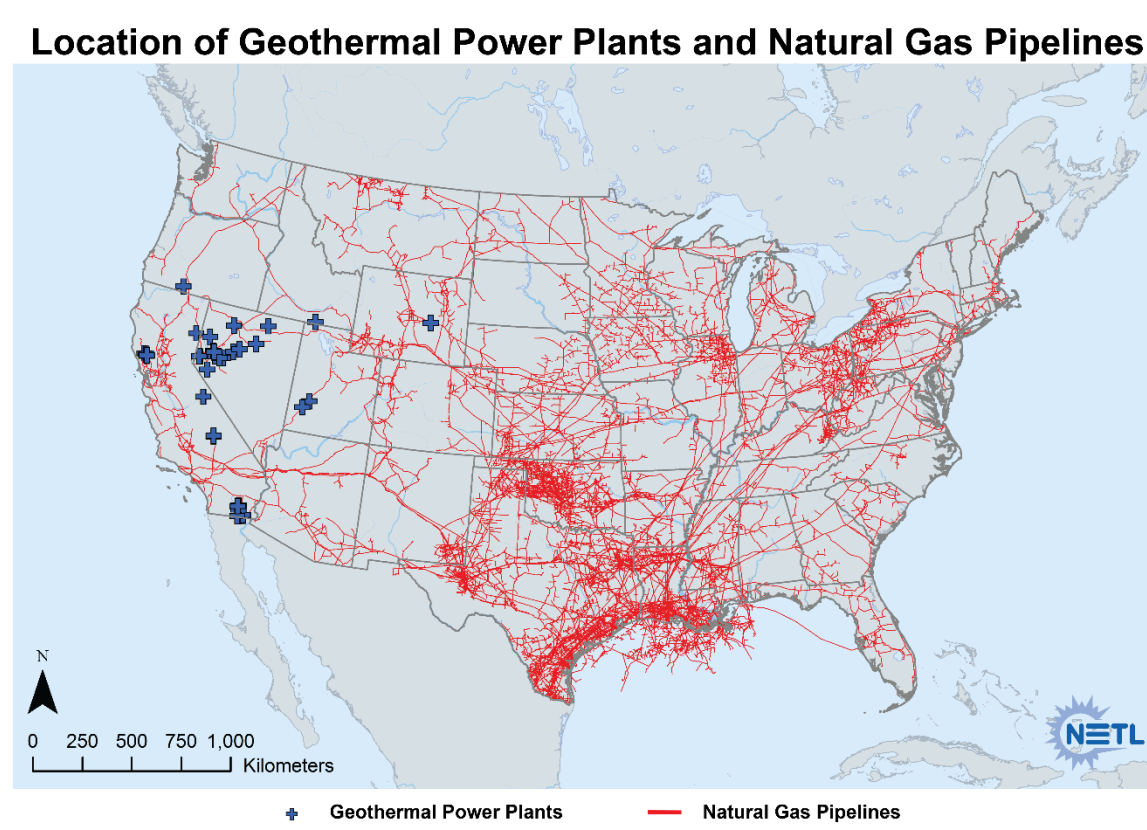 Location of Geothermal Power Plants and Natural Gas Pipelines
N
0 250 500 750 1,000
Kilometers
NETL
Geothermal Power Plants Natural Gas Pipelines